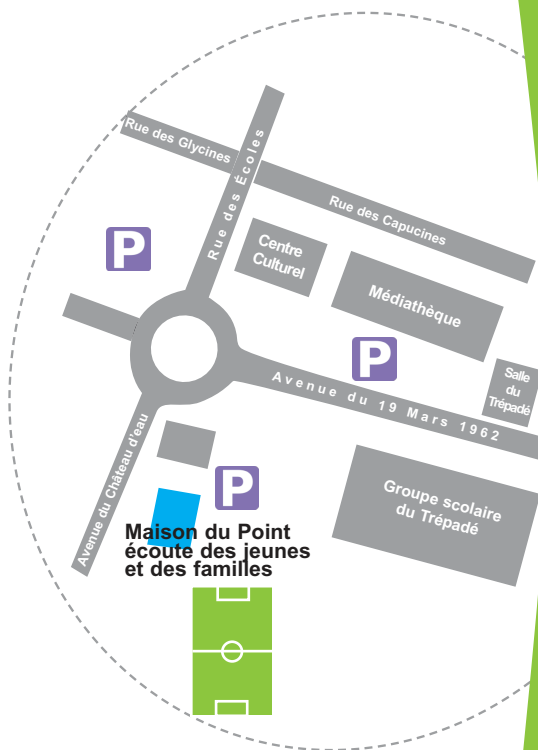 Rue des Glycines
Rue des Écoles
Rue des Capucines
P
Centre
Culturel
Médiathèque
P
Salle
du
Trépadé
Avenue du 19 Mars 1962
Avenue du Château d'eau
P
Groupe scolaire
du Trépadé
Maison du Point
écoute des jeunes
et des familles